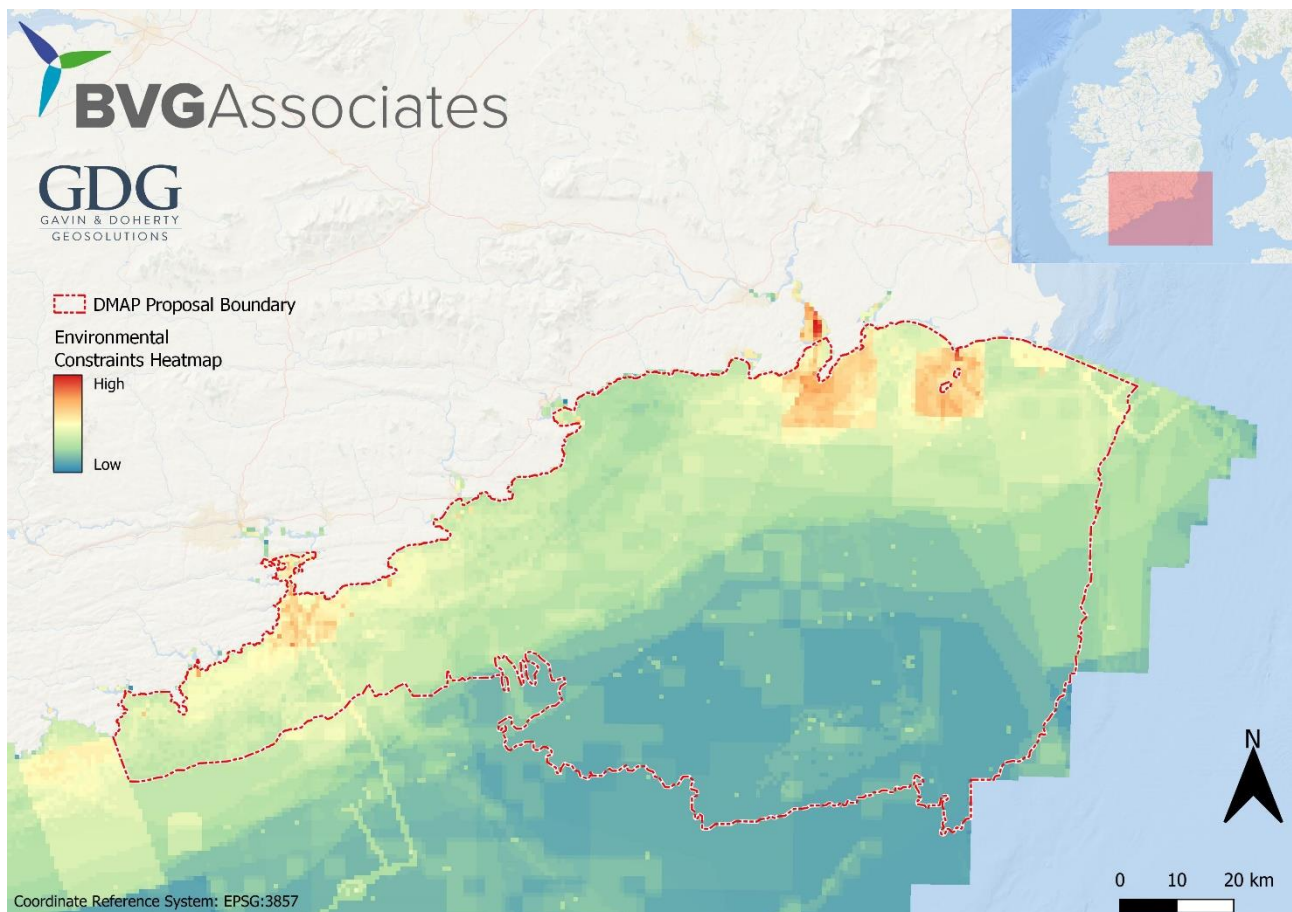 BVGAssociates
GDG
GAVIN & DOHERTY
GEOSOLUTIONS
DMAP Proposal Boundary
Environmental
Constraints Heatmap
High
Low
N
0 10 20 km
Coordinate Reference System: EPSG:3857